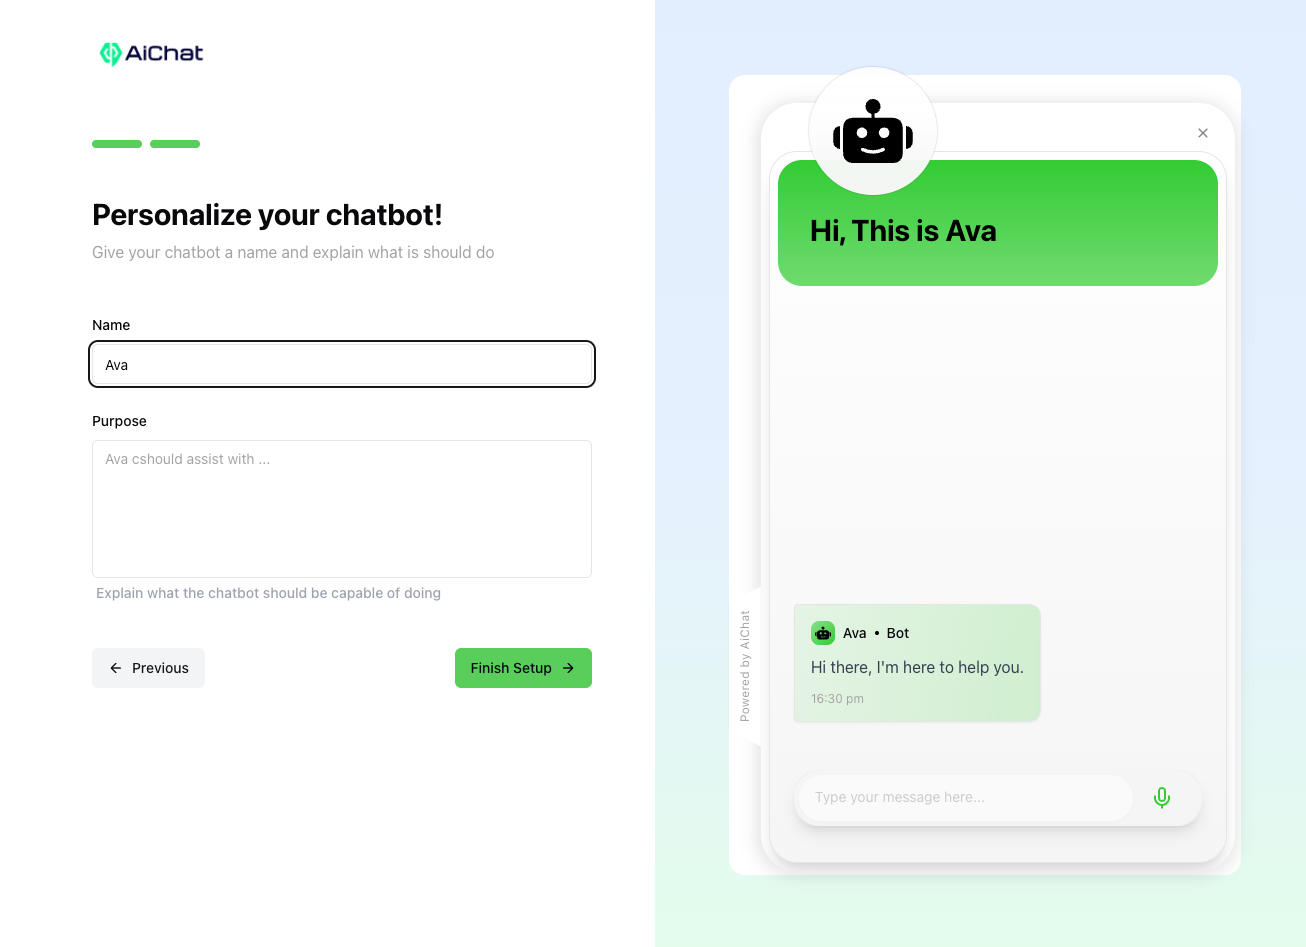 AiChat
Personalize your chatbot!
Give your chatbot a name and explain what is should do
Name
Ava
Purpose
Ava cshould assist with ...
Explain what the chatbot should be capable of doing
Previous
Finish Setup
Hi, This is Ava
Powered by AiChat
Ava • Bot
Hi there, I'm here to help you.
16:30 pm
Type your message here...